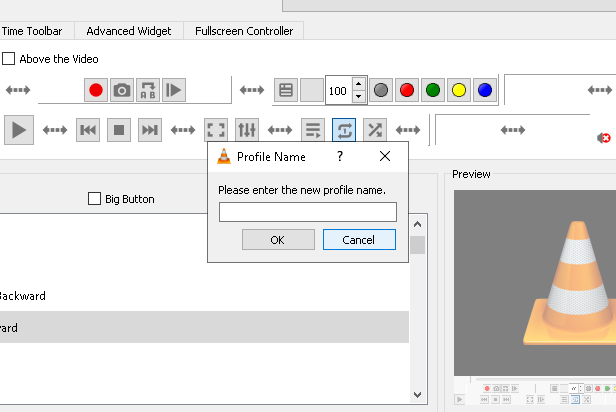 Time Toolbar Advanced Widget Fullscreen Controller
Above the Video
A B 100
Profile Name ? 
Please enter the new profile name.
Preview
Big Button
OK Cancel
Backward